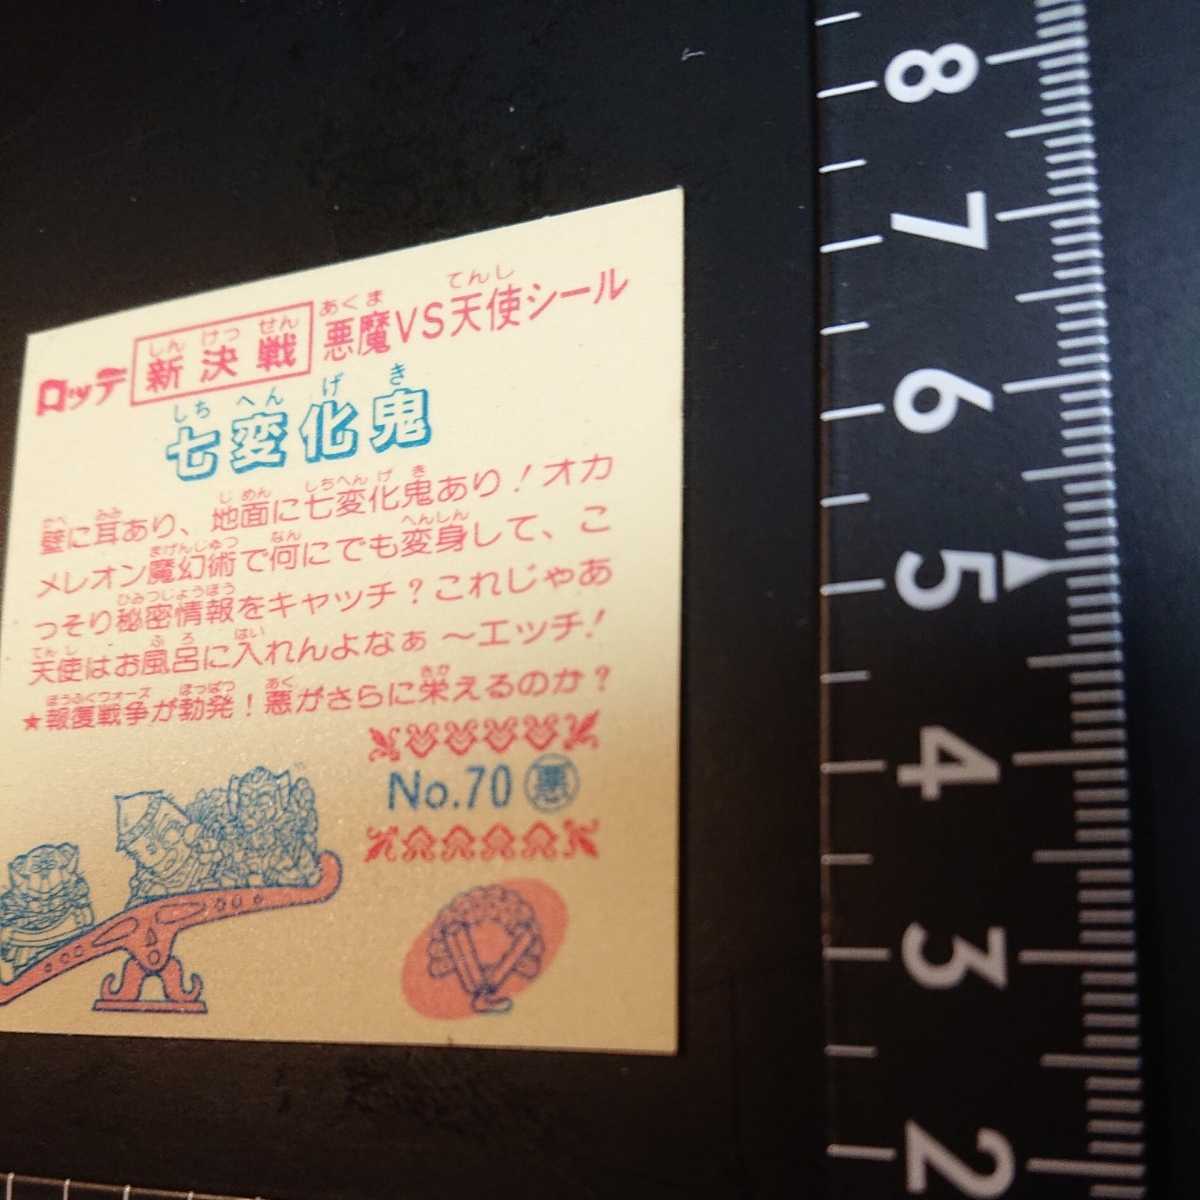 ロッテ 新決戦 悪魔VS天使シール
しん けっ せん あくま てんし
七変化鬼
しち へん げ き
壁に耳あり、地面に七変化鬼あり！オカ
メレオン魔幻術で何にでも変身して、こ
っそり秘密情報をキャッチ？これじゃあ
天使はお風呂に入れんよなぁ〜エッチ！
★報復戦争が勃発！悪がさらに栄えるのか？
No.70 悪
8
7
6
5
4
3
2